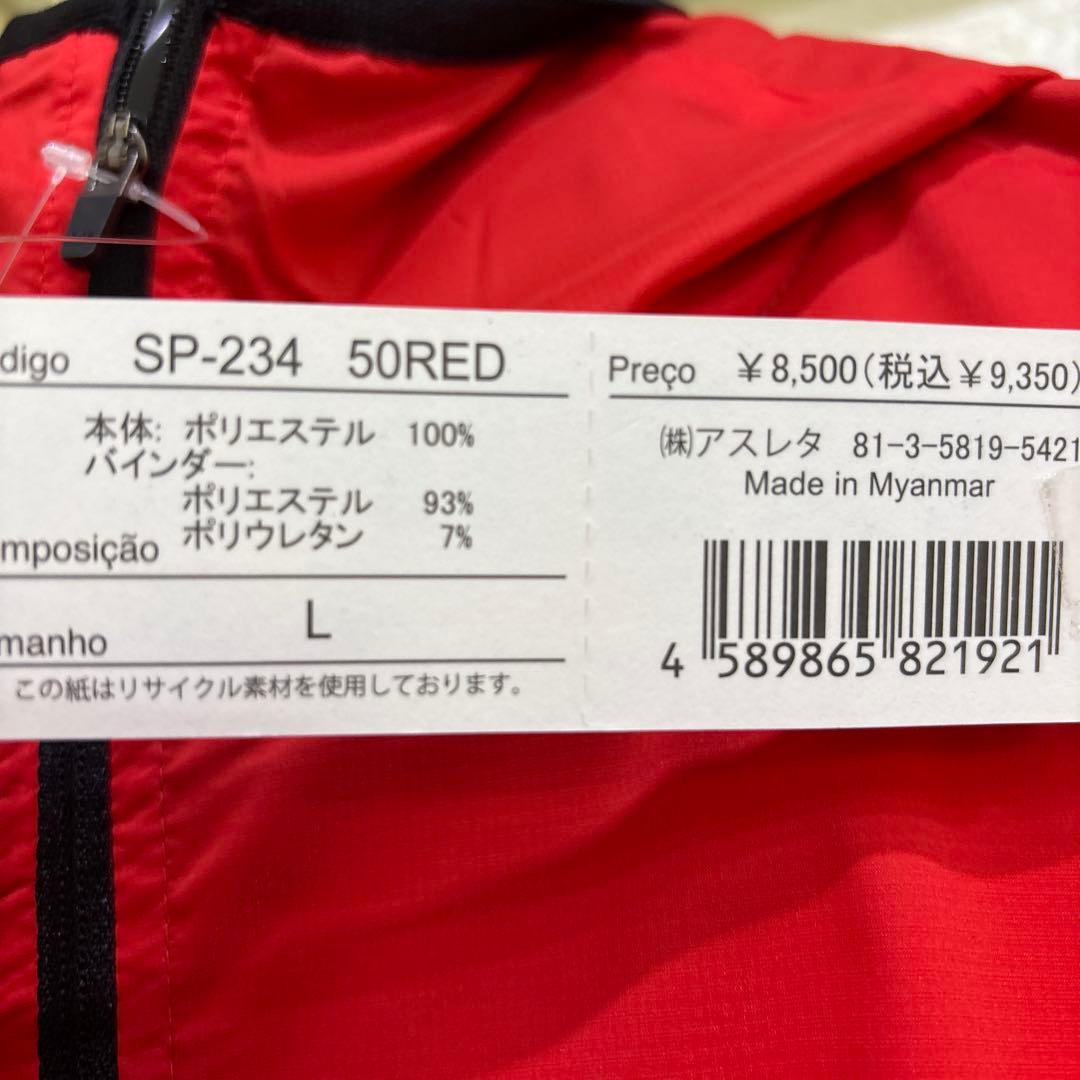 digo SP-234 50RED
本体: ポリエステル 100%
バインダー:
ポリエステル 93%
mposição ポリウレタン 7%
manho L
この紙はリサイクル素材を使用しております。
Preço ¥8,500(税込¥9,350)
㈱アスレタ 81-3-5819-5421
Made in Myanmar
4 589865 821921